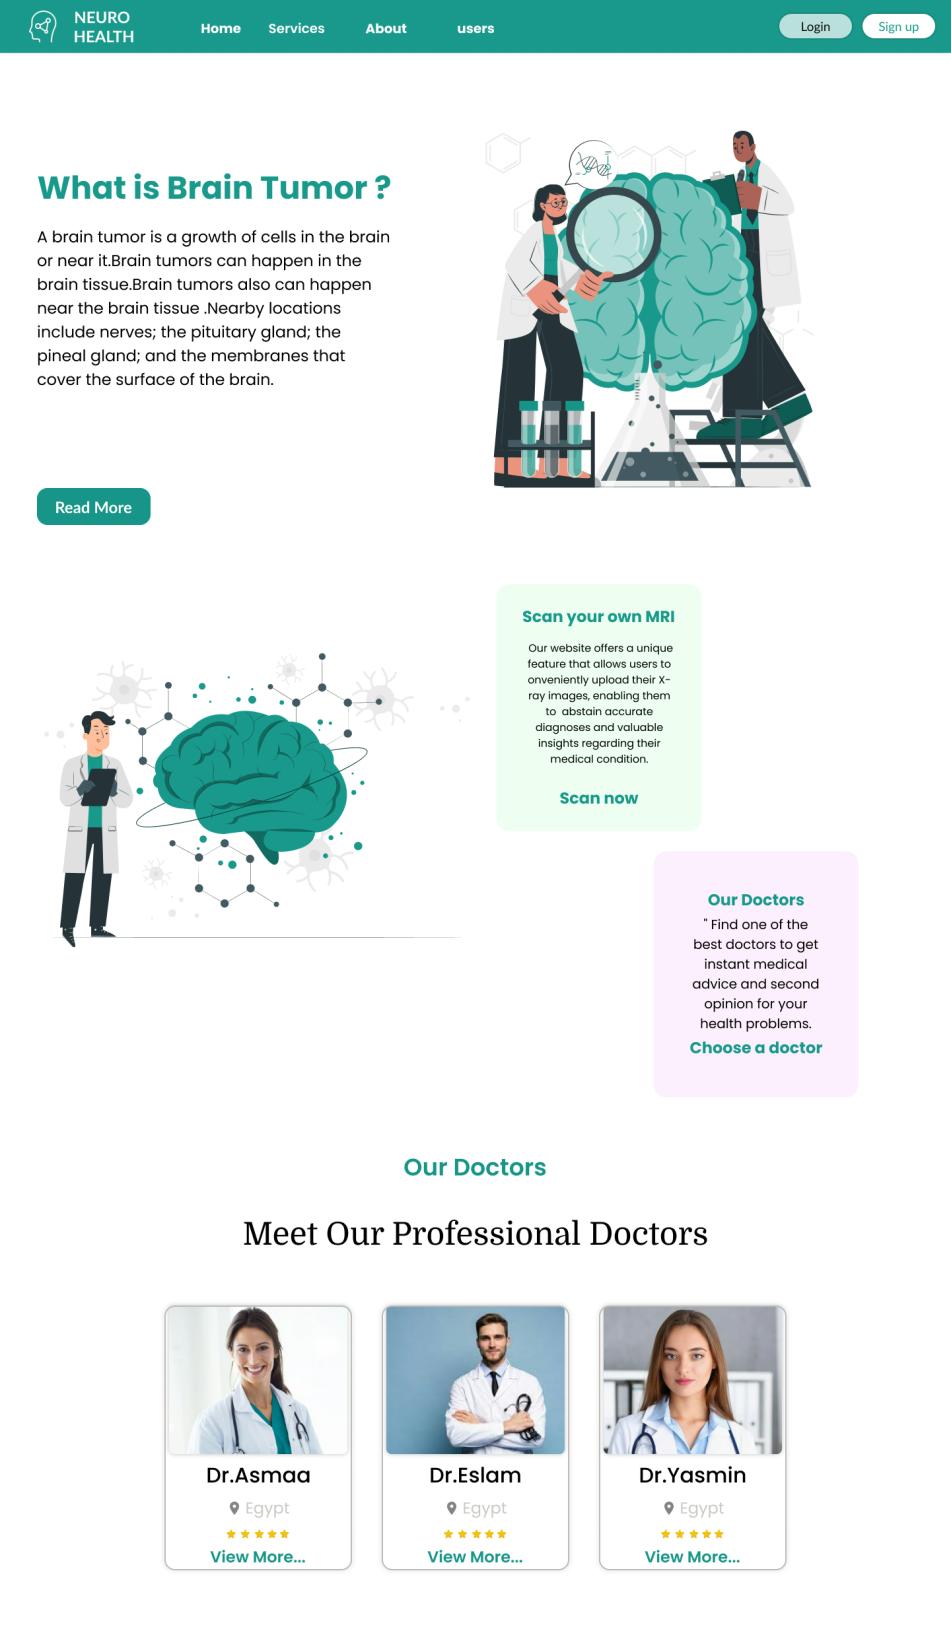 NEURO
HEALTH
Home Services About users
Login Sign up
What is Brain Tumor ?
A brain tumor is a growth of cells in the brain
or near it.Brain tumors can happen in the
brain tissue.Brain tumors also can happen
near the brain tissue .Nearby locations
include nerves; the pituitary gland; the
pineal gland; and the membranes that
cover the surface of the brain.
Read More
Scan your own MRI
Our website offers a unique
feature that allows users to
onveniently upload their X-
ray images, enabling them
to abstain accurate
diagnoses and valuable
insights regarding their
medical condition.
Scan now
Our Doctors
" Find one of the
best doctors to get
instant medical
advice and second
opinion for your
health problems.
Choose a doctor
Our Doctors
Meet Our Professional Doctors
Dr.Asmaa
Egypt
View More...
Dr.Eslam
Egypt
View More...
Dr.Yasmin
Egypt
View More...